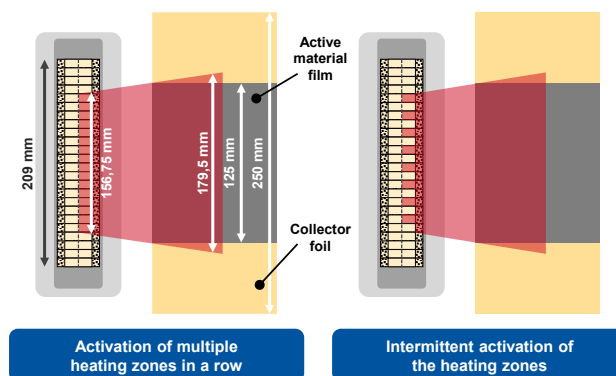 Active
material
film
209 mm
156,75 mm
179,5 mm
125 mm
250 mm
Collector
foil
Activation of multiple
heating zones in a row
Intermittent activation of
the heating zones